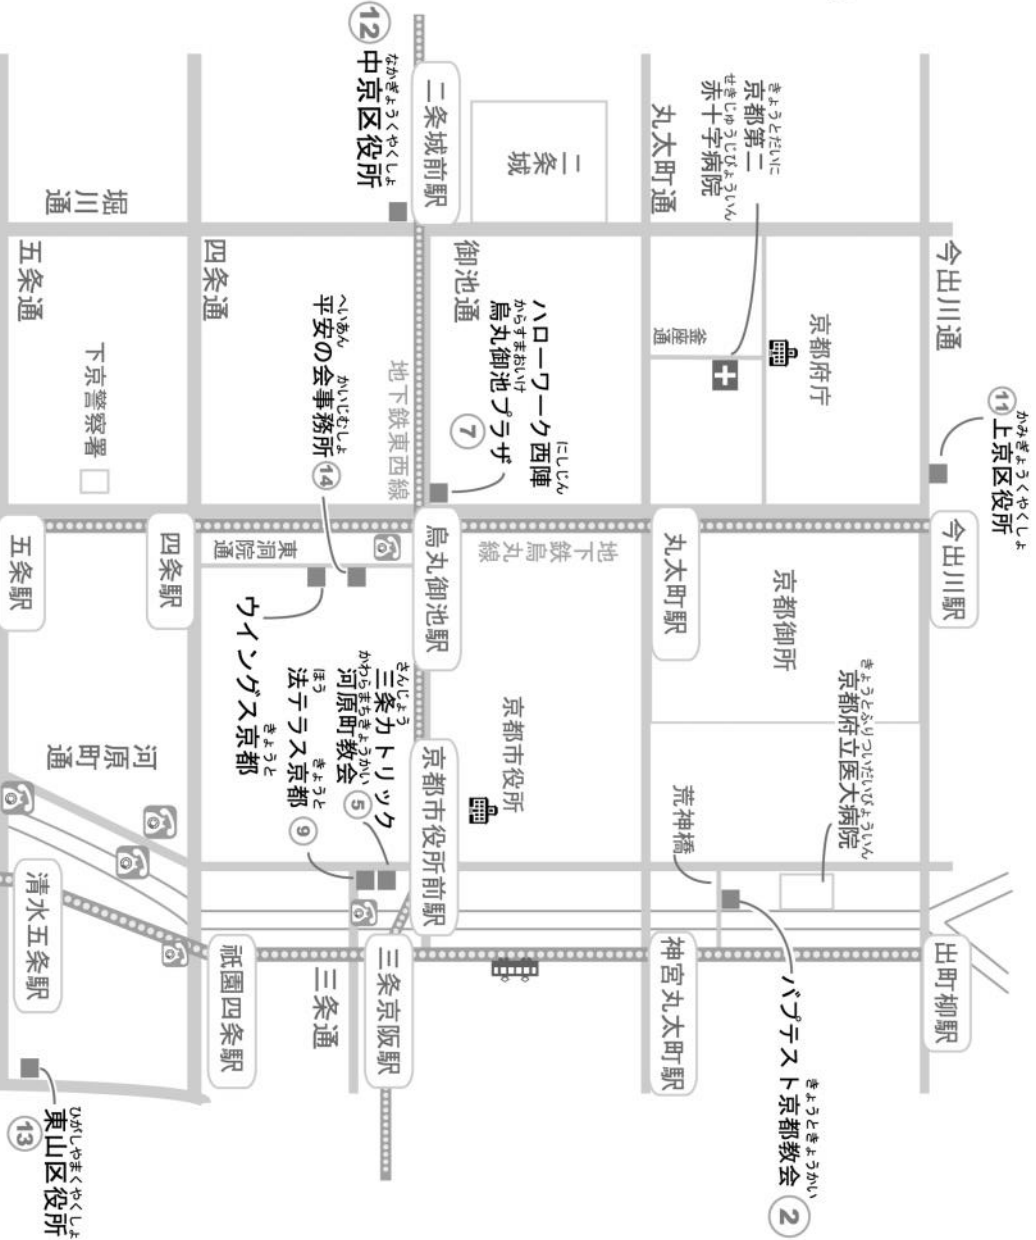 きょうとだいに
京都第二
せきじゅうじびょういん
赤十字病院
今出川通
京都府庁
釜座通
かみぎょうくやくしょ
⑪上京区役所
今出川駅
京都御所
きょうとふりついだいびょういん
京都府立医大病院
出町柳駅
丸太町通
二条城
二条城前駅
なかぎょうくやくしょ
⑫ 中京区役所
御池通
ハローワーク西陣
にしじん
からすまおいけ
烏丸御池プラザ
⑦
地下鉄東西線
丸太町駅
地下鉄烏丸線
烏丸御池駅
京都市役所
京都市役所前駅
荒神橋
神宮丸太町駅
きょうときょうかい
バプテスト京都教会 ②
へいあん かいじむしょ
平安の会事務所 ⑭
東洞院通
ウイングス京都
きょうと
さんじょう
三条カトリック
かわらまちきょうかい
河原町教会 ⑤
ほう きょうと
法テラス京都 ⑨
三条京阪駅
三条通
堀川通
四条通
四条駅
祇園四条駅
五条通
下京警察署
五条駅
河原町通
清水五条駅
ひがしやまくやくしょ
東山区役所
⑬